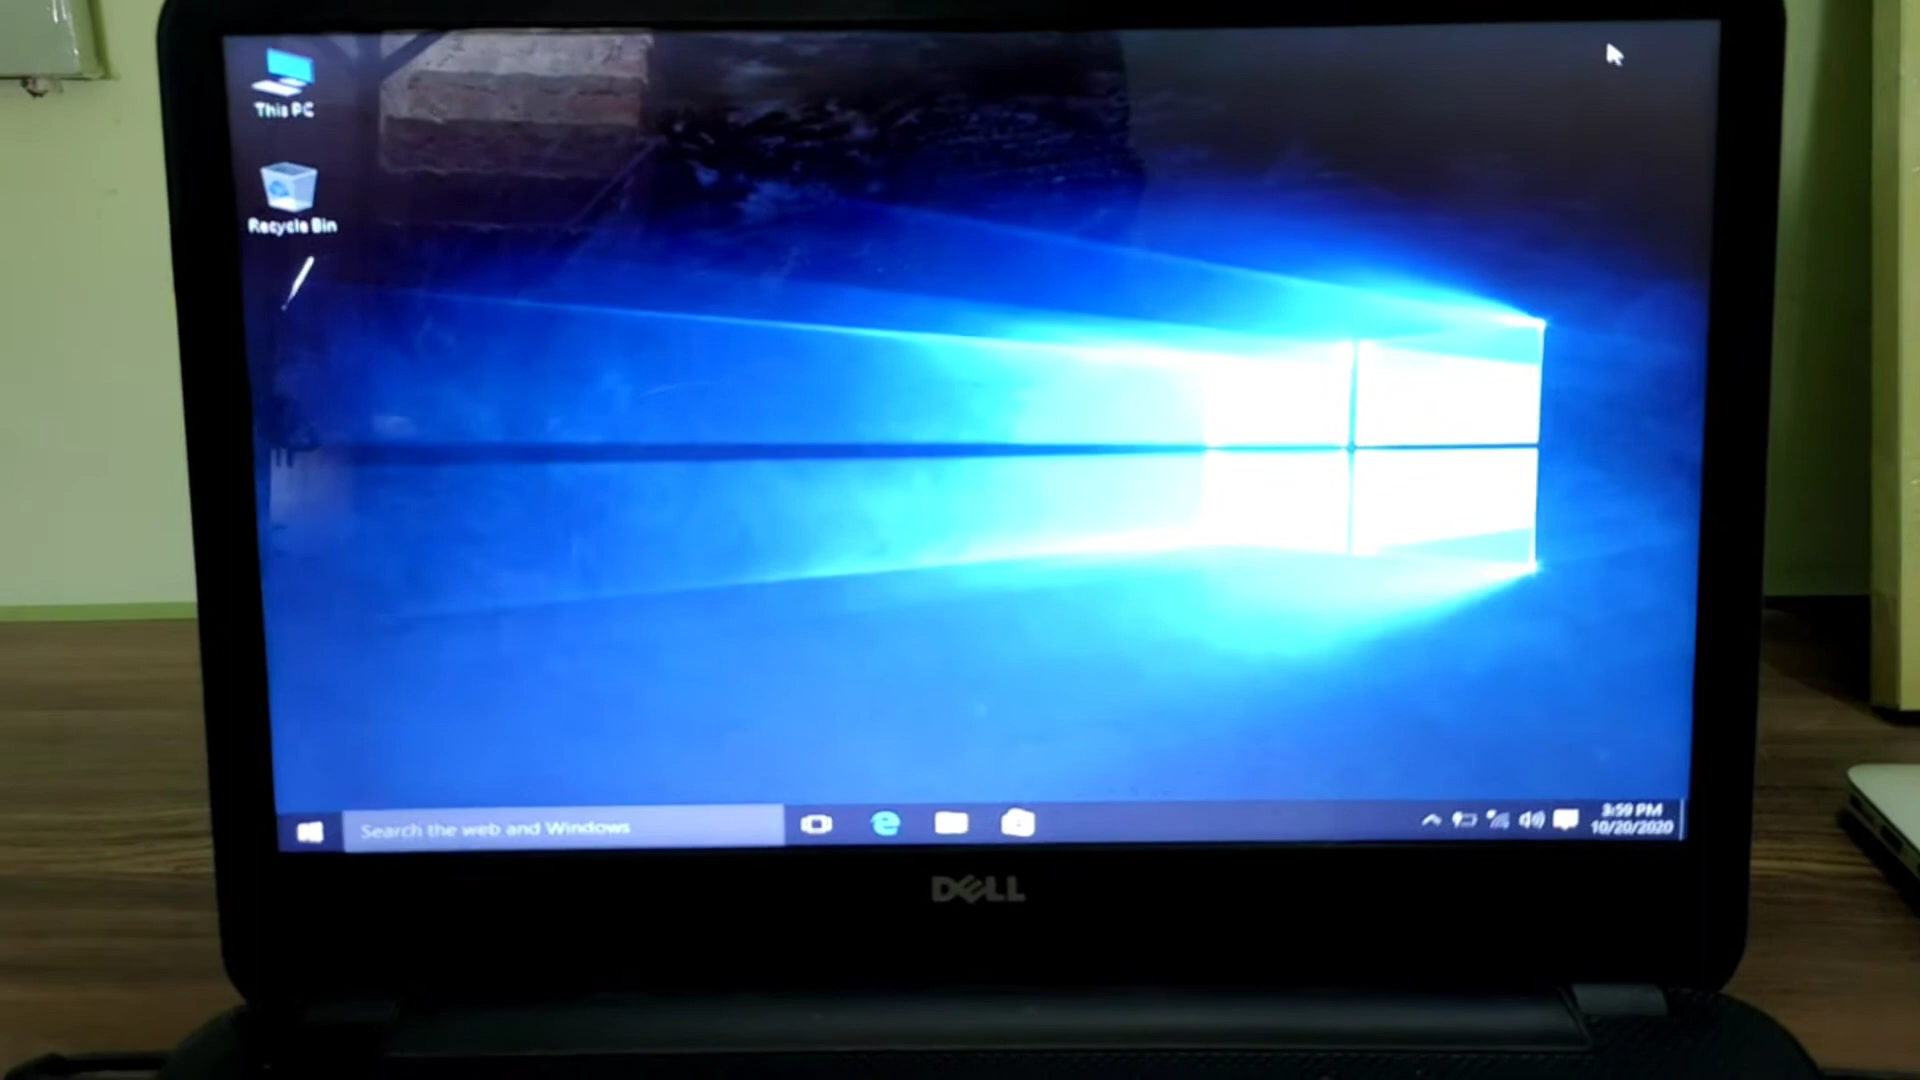 This PC
Recycle Bin
Search the web and Windows
3:59 PM
10/20/2020
DELL